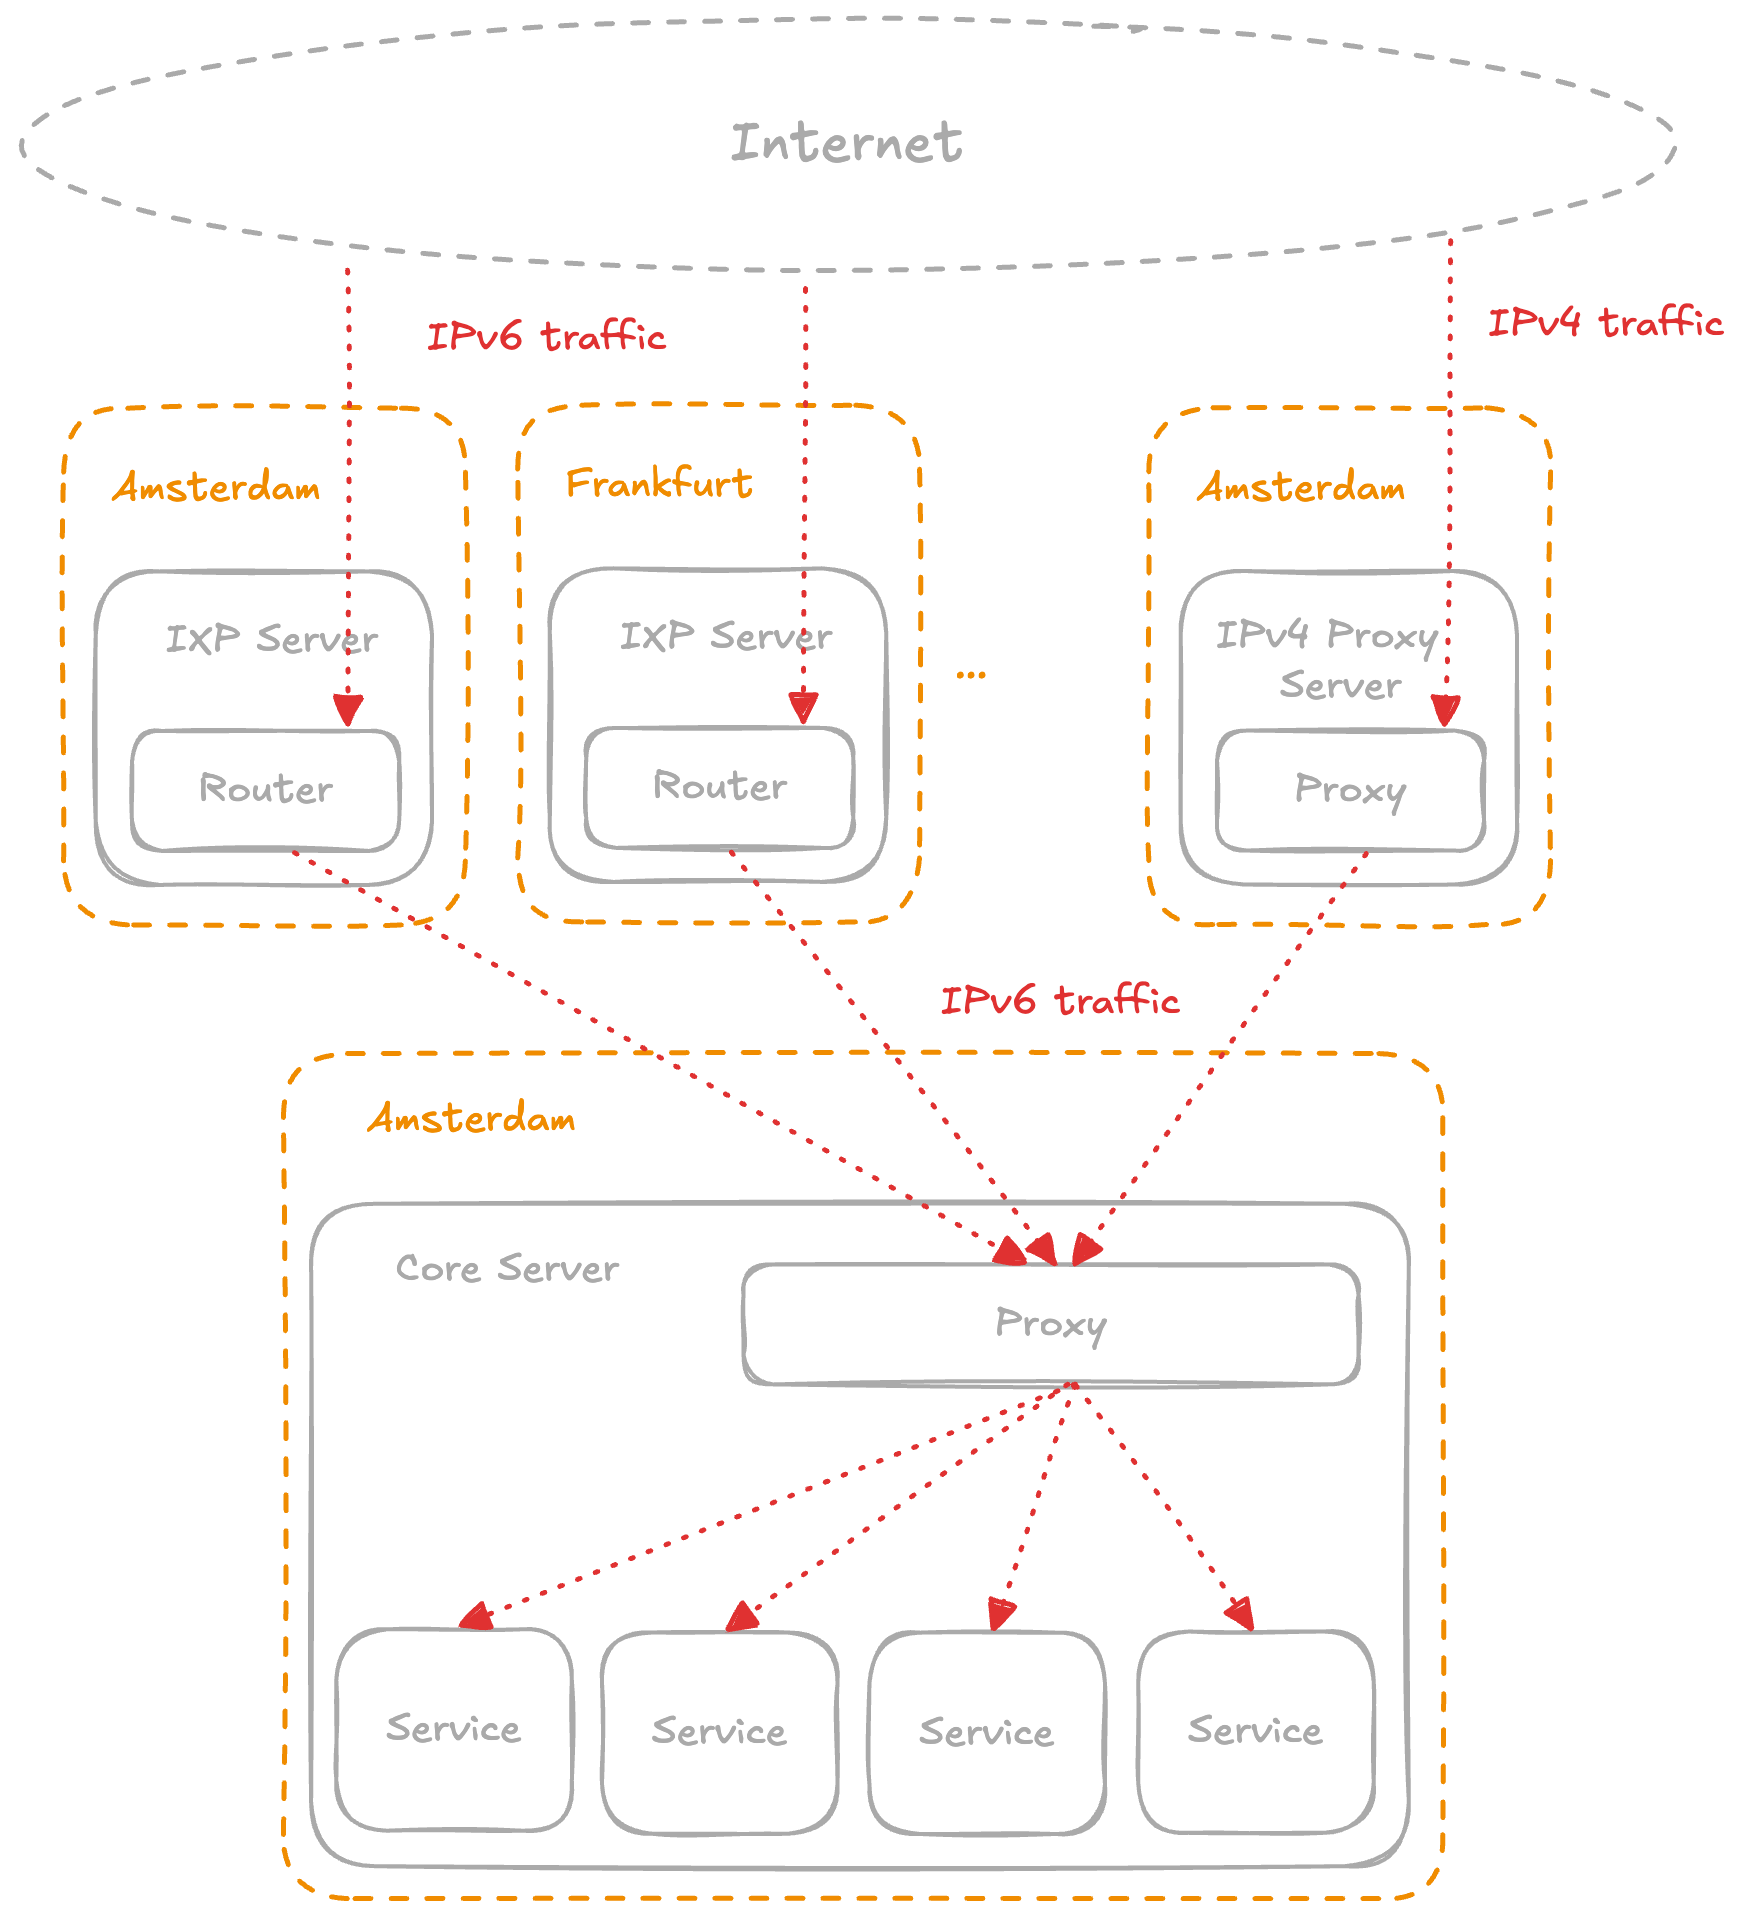 Internet
IPv6 traffic
IPv4 traffic
Amsterdam
Frankfurt
Amsterdam
IXP Server
IXP Server
...
IPv4 Proxy
Server
Router
Router
Proxy
IPv6 traffic
Amsterdam
Core Server
Proxy
Service
Service
Service
Service